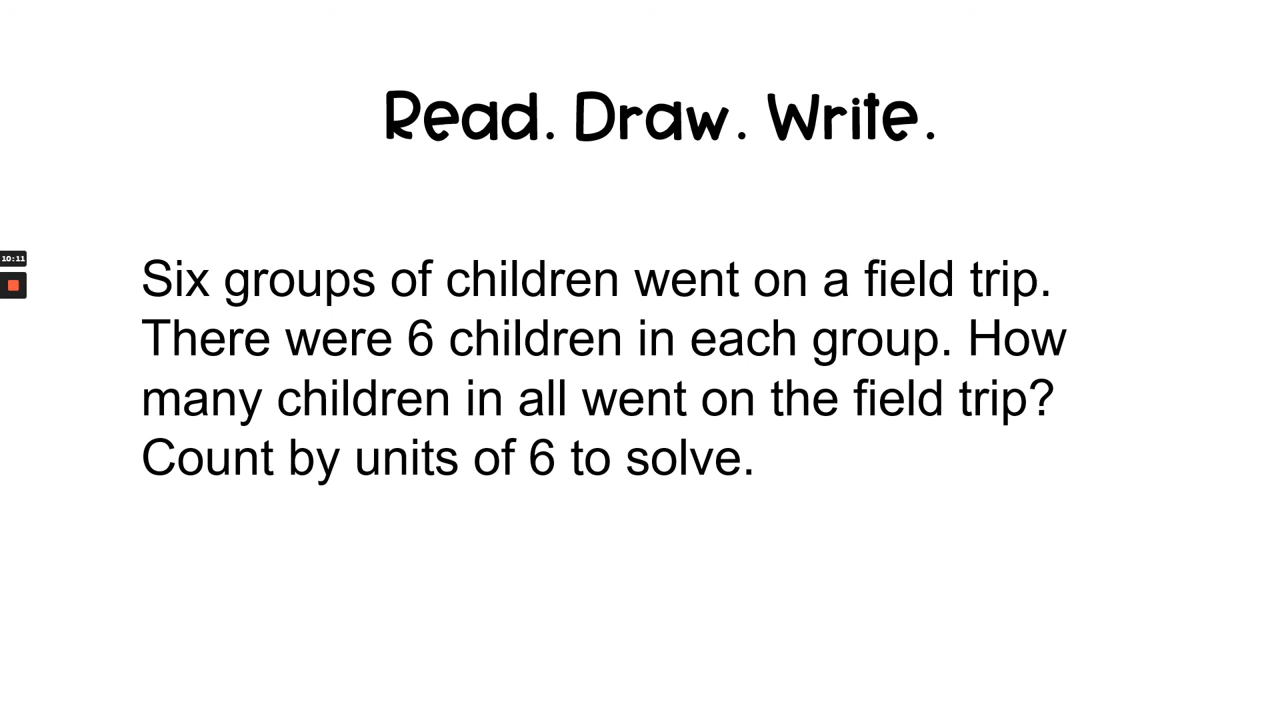 Read. Draw. Write.
10:11
Six groups of children went on a field trip.
There were 6 children in each group. How
many children in all went on the field trip?
Count by units of 6 to solve.